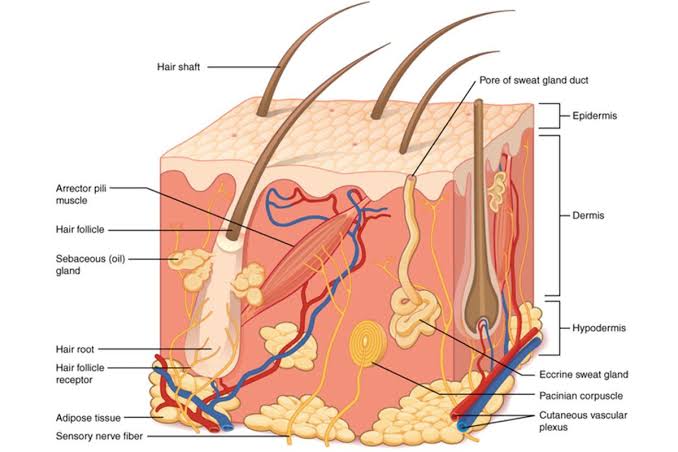 Hair shaft
Pore of sweat gland duct
Epidermis
Arrector pili
muscle
Dermis
Hair follicle
Sebaceous (oil)
gland
Hypodermis
Hair root
Hair follicle
receptor
Eccrine sweat gland
Pacinian corpuscle
Adipose tissue
Cutaneous vascular
plexus
Sensory nerve fiber